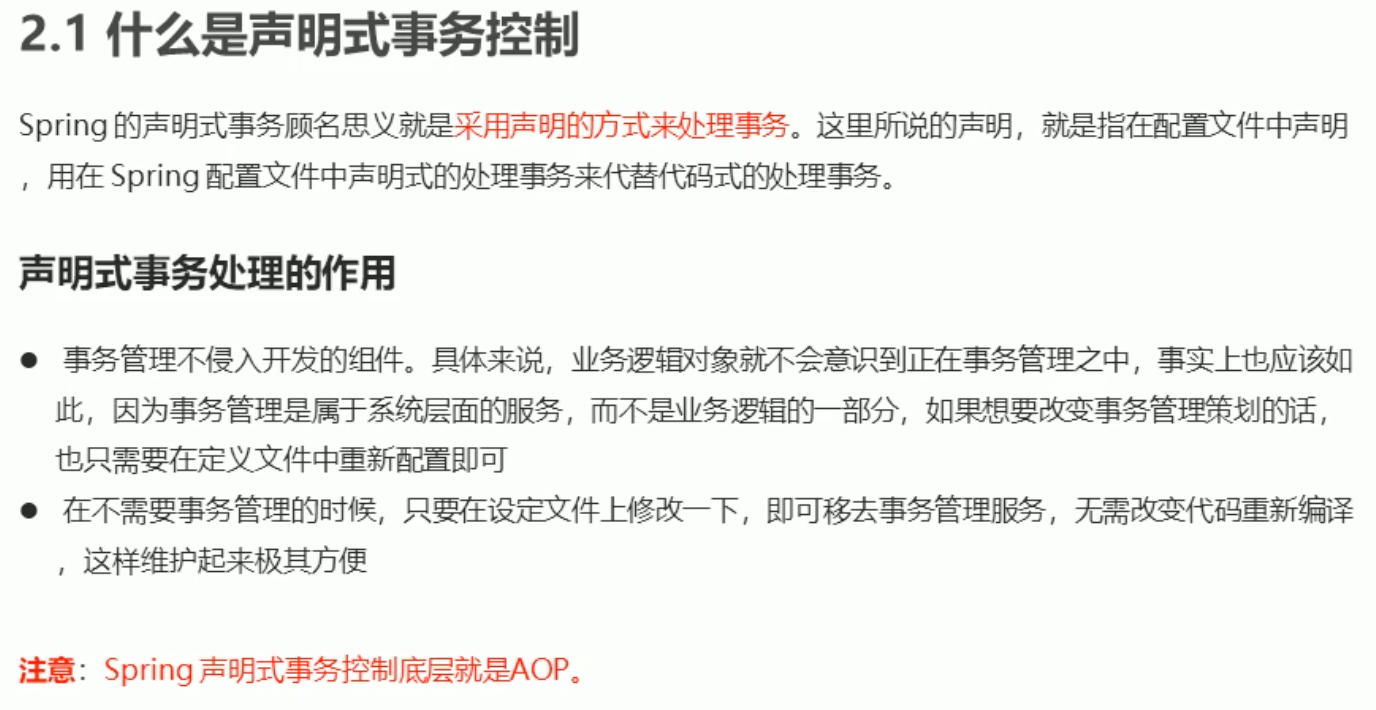 2.1 什么是声明式事务控制
Spring 的声明式事务顾名思义就是采用声明的方式来处理事务。这里所说的声明，就是指在配置文件中声明
，用在 Spring 配置文件中声明式的处理事务来代替代码式的处理事务。
声明式事务处理的作用
● 事务管理不侵入开发的组件。具体来说，业务逻辑对象就不会意识到正在事务管理之中，事实上也应该如
此，因为事务管理是属于系统层面的服务，而不是业务逻辑的一部分，如果想要改变事务管理策划的话，
也只需要在定义文件中重新配置即可
● 在不需要事务管理的时候，只要在设定文件上修改一下，即可移去事务管理服务，无需改变代码重新编译
，这样维护起来极其方便
注意：Spring 声明式事务控制底层就是AOP。